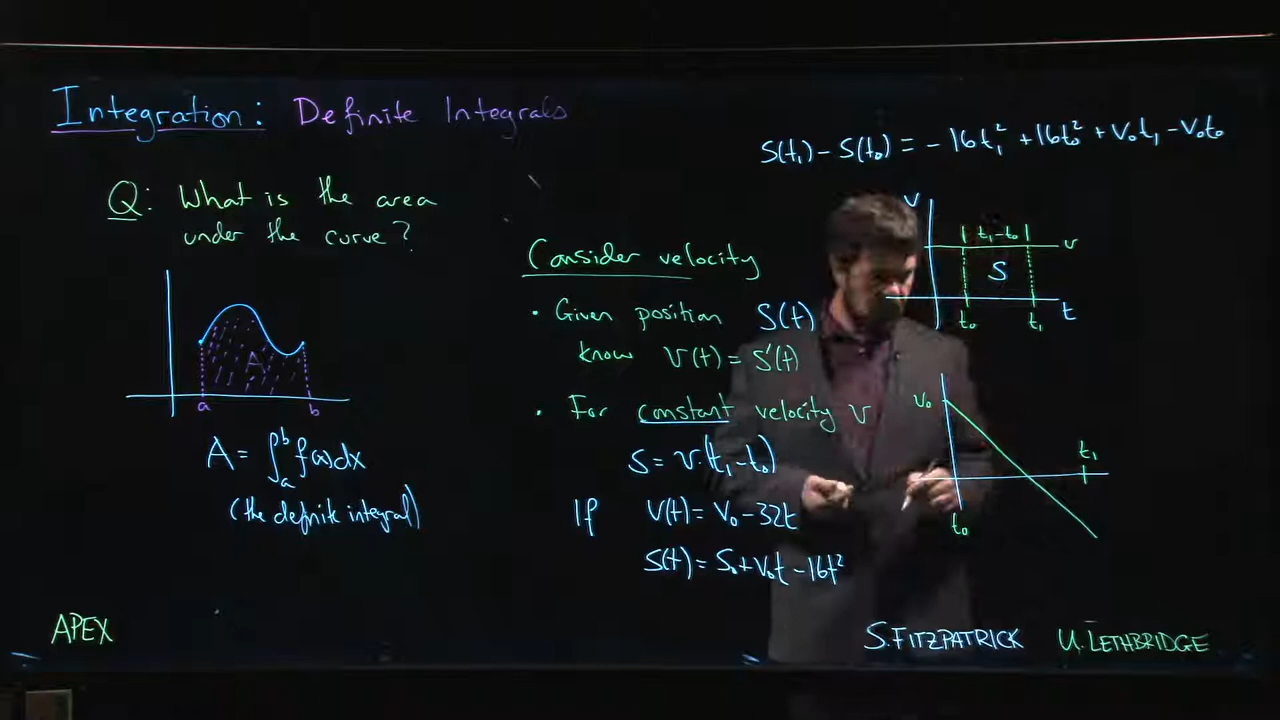 Integration: Definite Integrals
S(t₁) - S(t₀) = -16t₁² + 16t₀² + V₀t₁ - V₀t₀
Q: What is the area
under the curve?
A
a
b
A = ∫ₐᵇ f(x)dx
(the definite integral)
Consider velocity
• Given position S(t)
know V(t) = S'(t)
• For constant velocity V
S = V·(t₁-t₀)
If V(t) = V₀ - 32t
S(t) = S₀ + V₀t - 16t²
V
t₁-t₀
V
S
t₀
t₁
t
V₀
t₁
t₀
APEX
S. FITZPATRICK U. LETHBRIDGE